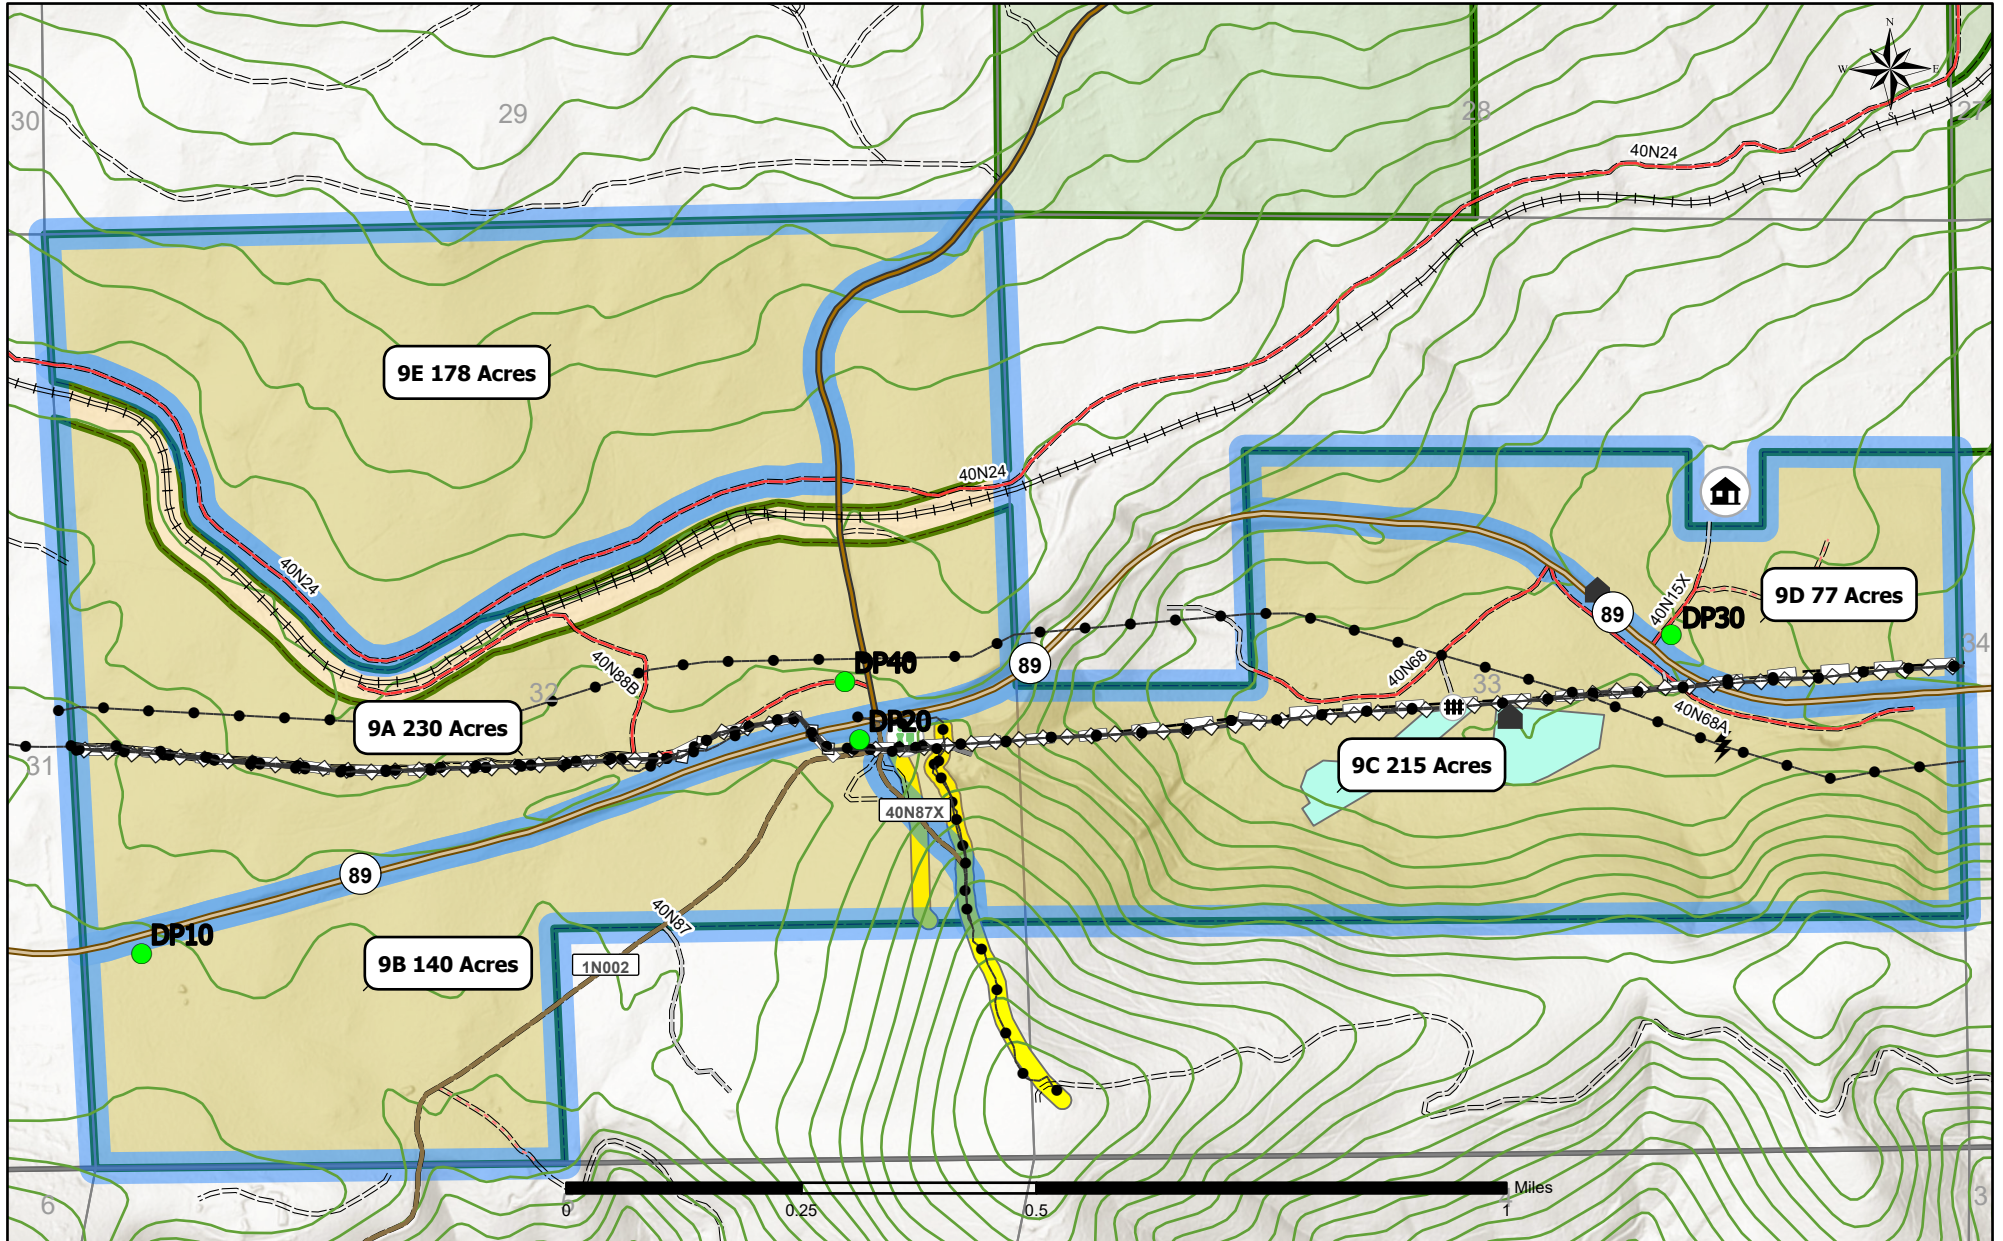 N
W
E
S
30
29
28
27
40N24
9E 178 Acres
40N24
40N24
9D 77 Acres
40N15X
89
DP30
34
40N88B
DP40
89
40N68
32
33
9A 230 Acres
DP20
40N68A
31
9C 215 Acres
40N87X
89
40N87
DP10
9B 140 Acres
1N002
6
0
0.25
0.5
1
Miles
3